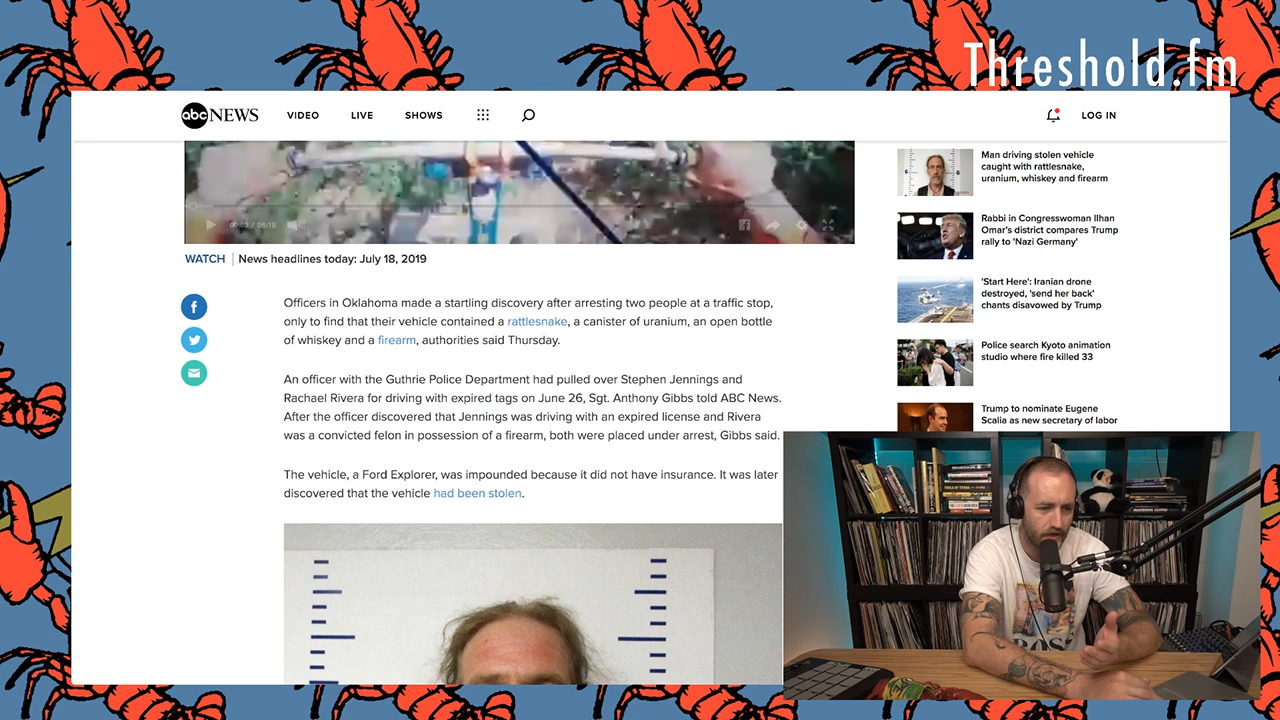 Threshold.fm
abc NEWS VIDEO LIVE SHOWS LOG IN
WATCH News headlines today: July 18, 2019
Officers in Oklahoma made a startling discovery after arresting two people at a traffic stop,
only to find that their vehicle contained a rattlesnake, a canister of uranium, an open bottle
of whiskey and a firearm, authorities said Thursday.
An officer with the Guthrie Police Department had pulled over Stephen Jennings and
Rachael Rivera for driving with expired tags on June 26, Sgt. Anthony Gibbs told ABC News.
After the officer discovered that Jennings was driving with an expired license and Rivera
was a convicted felon in possession of a firearm, both were placed under arrest, Gibbs said.
The vehicle, a Ford Explorer, was impounded because it did not have insurance. It was later
discovered that the vehicle had been stolen.
Man driving stolen vehicle
caught with rattlesnake,
uranium, whiskey and firearm
Rabbi in Congresswoman Ilhan
Omar's district compares Trump
rally to 'Nazi Germany'
'Start Here': Iranian drone
destroyed, 'send her back'
chants disavowed by Trump
Police search Kyoto animation
studio where fire killed 33
Trump to nominate Eugene
Scalia as new secretary of labor